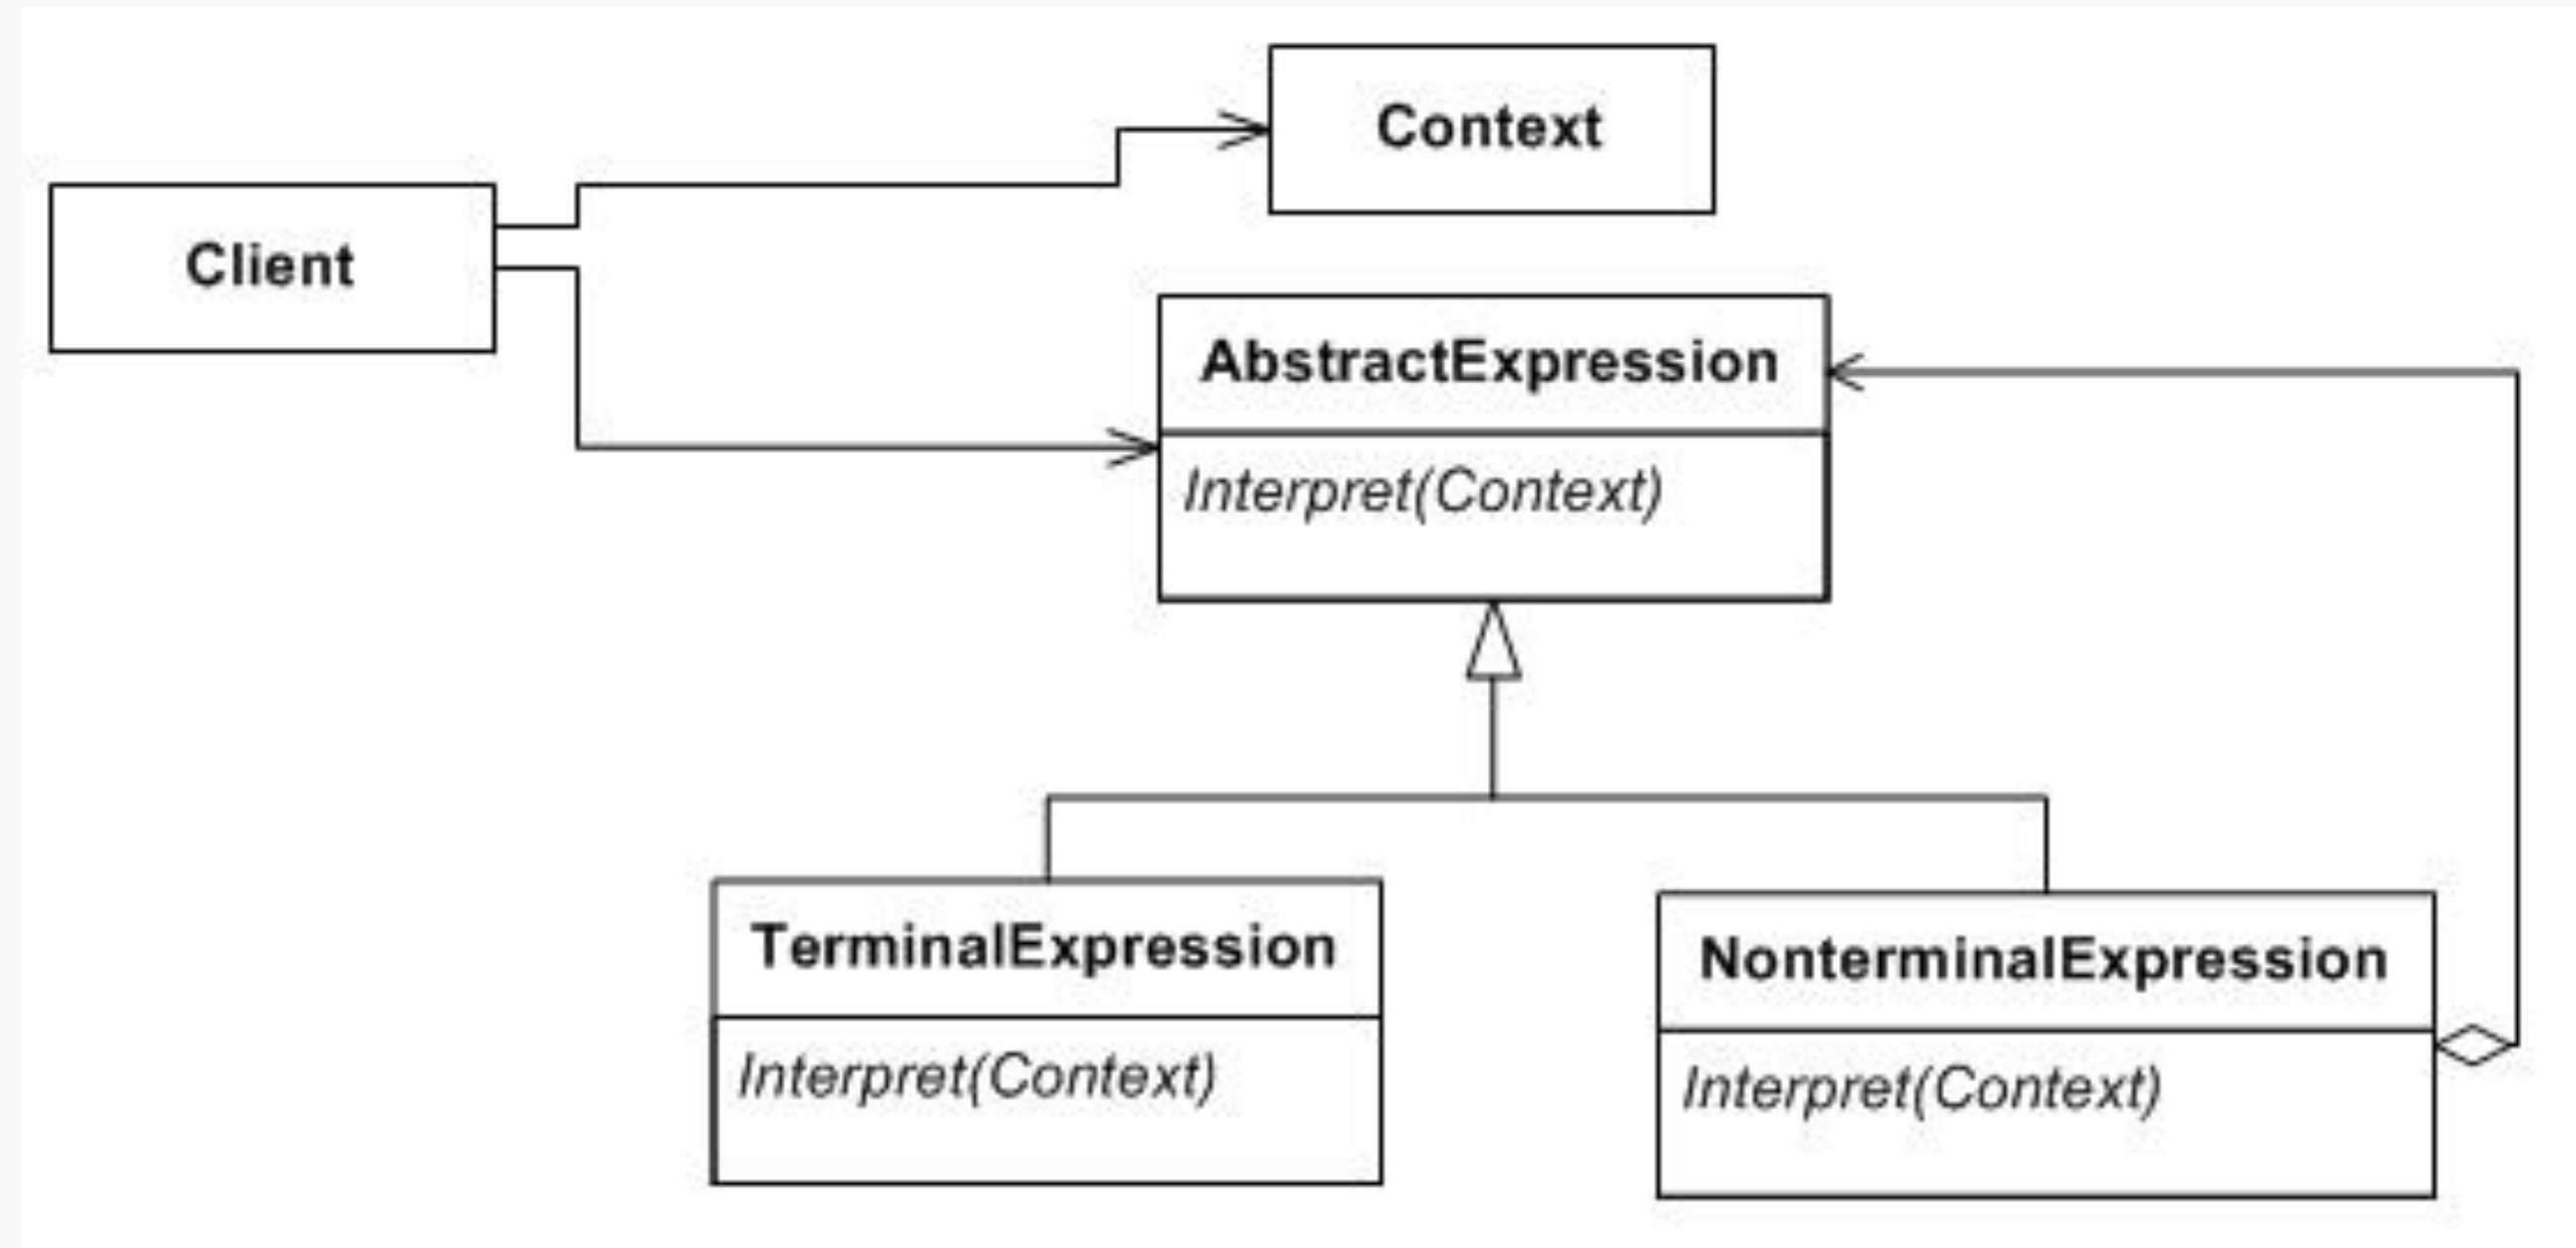 Context
Client
AbstractExpression
Interpret(Context)
TerminalExpression
Interpret(Context)
NonterminalExpression
Interpret(Context)